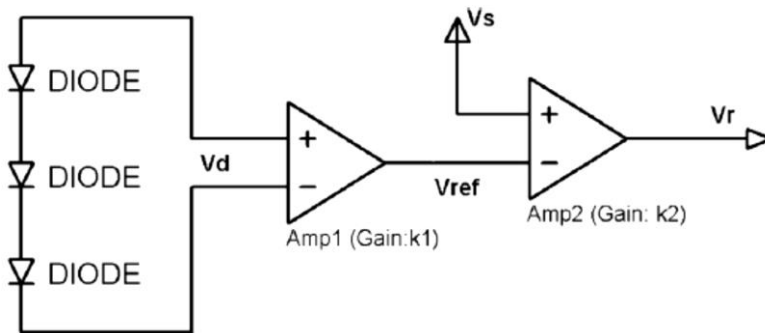 Vs
DIODE
+
+
Vr
Vd
DIODE
-
-
Vref
Amp1 (Gain:k1)
Amp2 (Gain: k2)
DIODE